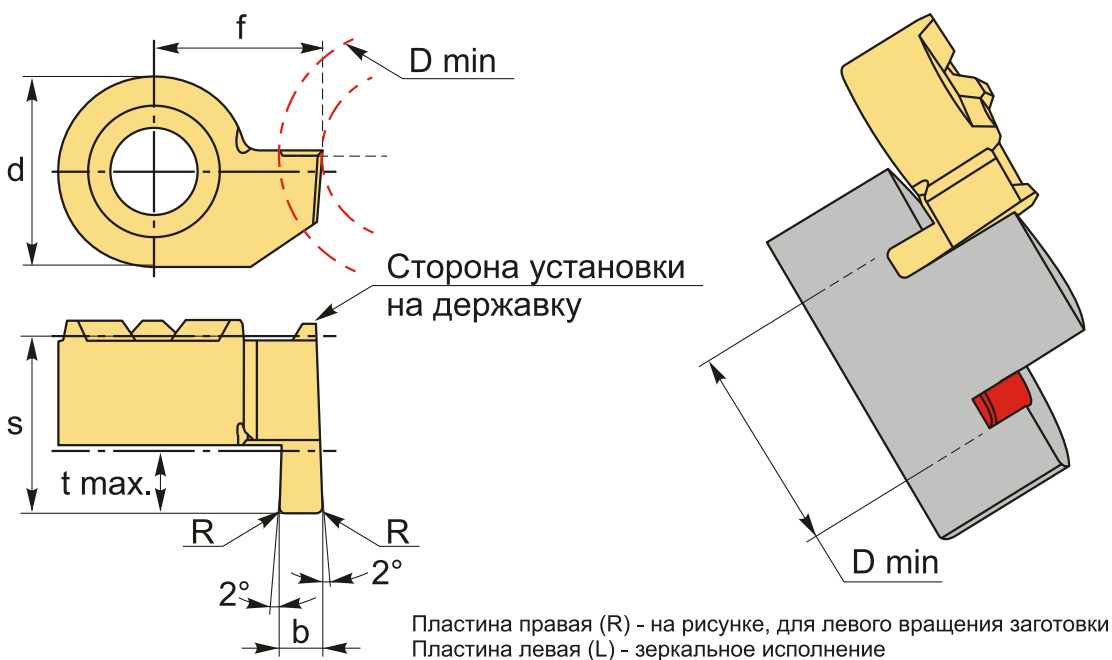 f
D min
d
Сторона установки
на державку
s
t max.
R
R
2°
2°
b
D min
Пластина правая (R) - на рисунке, для левого вращения заготовки
Пластина левая (L) - зеркальное исполнение